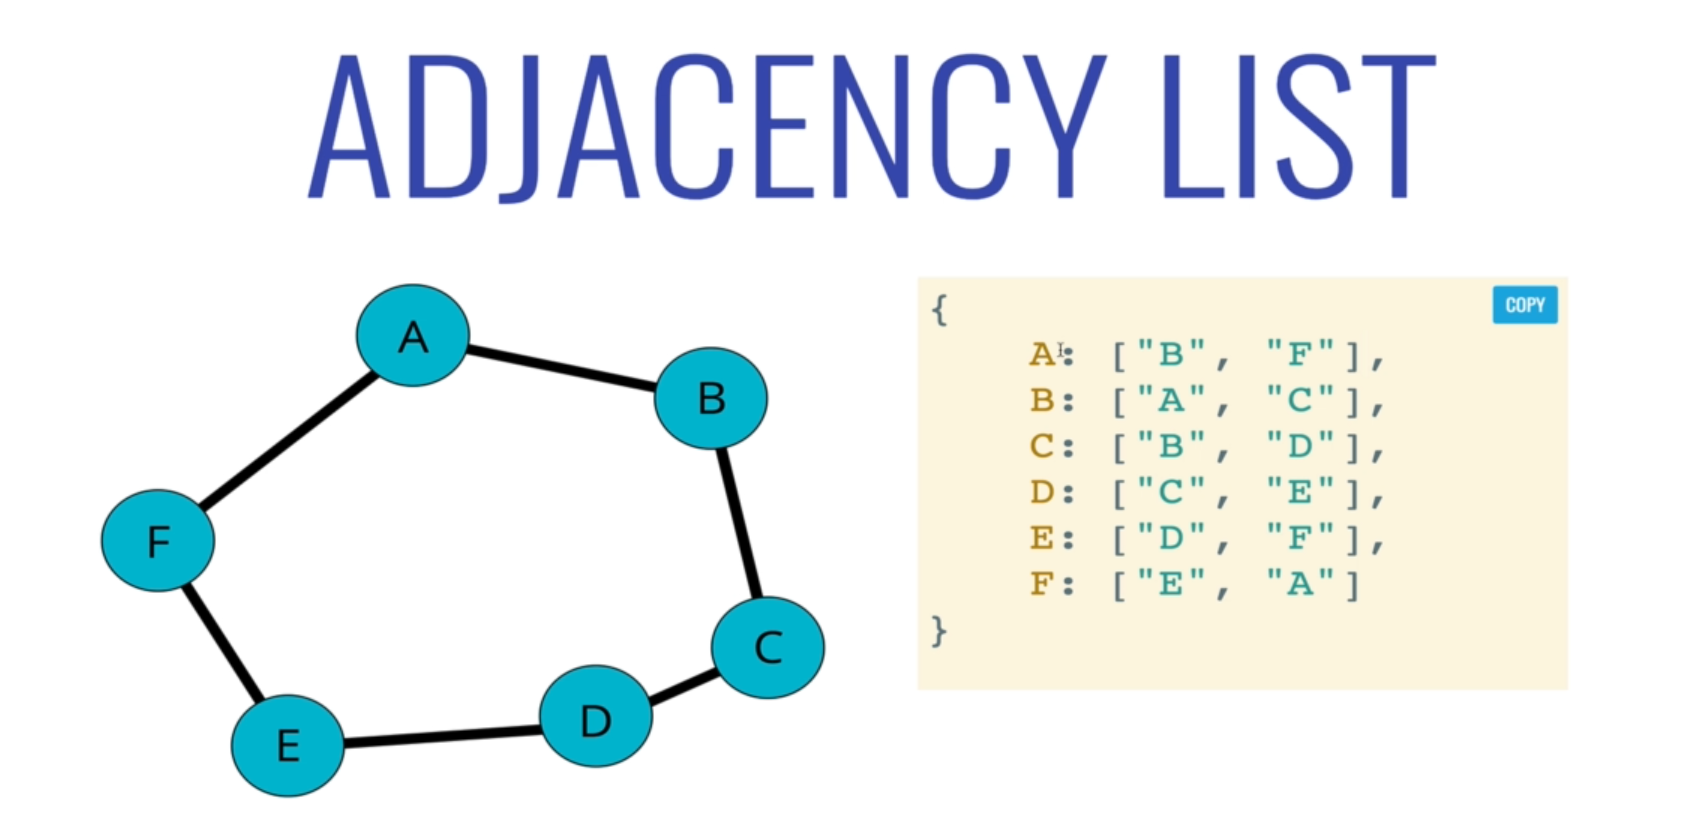 ADJACENCY LIST
A
B
F
C
D
E
COPY
{
A: ["B", "F"],
B: ["A", "C"],
C: ["B", "D"],
D: ["C", "E"],
E: ["D", "F"],
F: ["E", "A"]
}